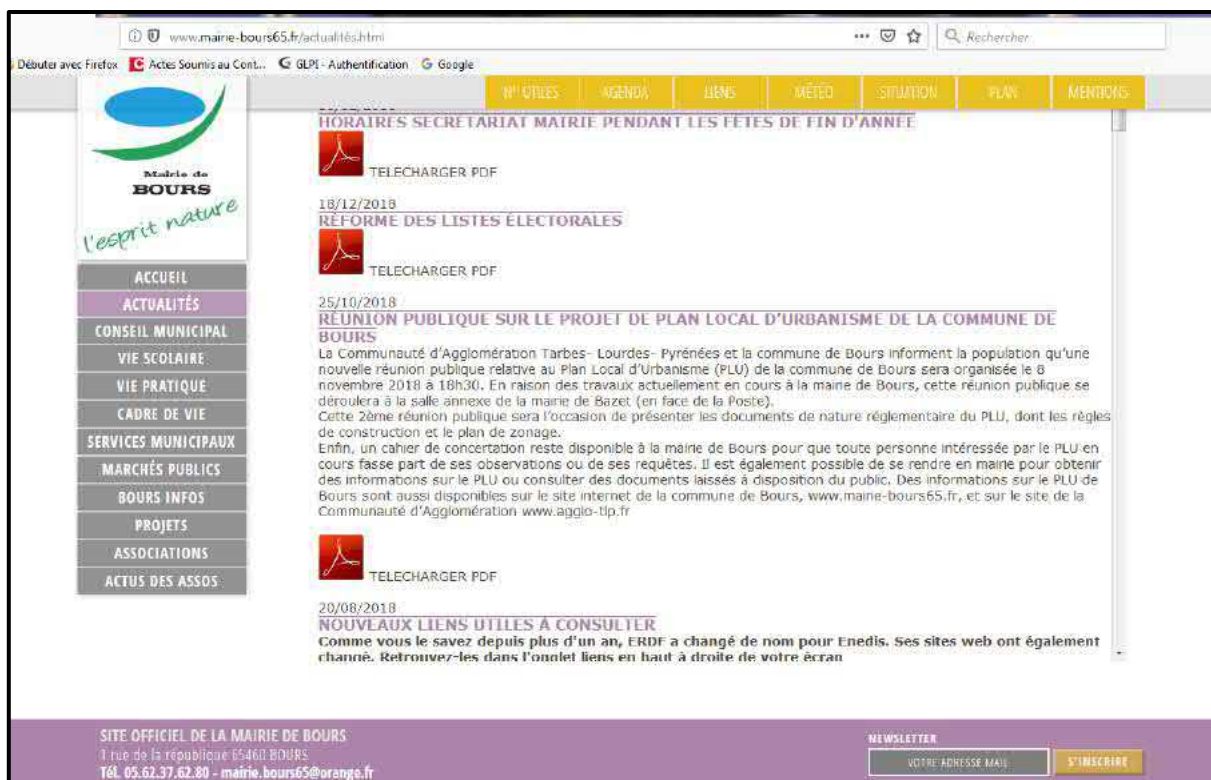 www.mairie-bours65.fr/actualités.html
Rechercher
Débuter avec Firefox
Actes Soumis au Cont...
GLPI - Authentification
Google
N° UTILES
AGENDA
LIENS
MÉTÉO
SITUATION
PLAN
MENTIONS
Mairie de
BOURS
l'esprit nature
ACCUEIL
ACTUALITÉS
CONSEIL MUNICIPAL
VIE SCOLAIRE
VIE PRATIQUE
CADRE DE VIE
SERVICES MUNICIPAUX
MARCHÉS PUBLICS
BOURS INFOS
PROJETS
ASSOCIATIONS
ACTUS DES ASSOS
HORAIRES SECRETARIAT MAIRIE PENDANT LES FÊTES DE FIN D'ANNÉE
TELECHARGER PDF
18/12/2018
RÉFORME DES LISTES ÉLECTORALES
TELECHARGER PDF
25/10/2018
RÉUNION PUBLIQUE SUR LE PROJET DE PLAN LOCAL D'URBANISME DE LA COMMUNE DE
BOURS
La Communauté d'Agglomération Tarbes- Lourdes- Pyrénées et la commune de Bours informent la population qu'une
nouvelle réunion publique relative au Plan Local d'Urbanisme (PLU) de la commune de Bours sera organisée le 8
novembre 2018 à 18h30. En raison des travaux actuellement en cours à la mairie de Bours, cette réunion publique se
déroulera à la salle annexe de la mairie de Bazet (en face de la Poste).
Cette 2ème réunion publique sera l'occasion de présenter les documents de nature réglementaire du PLU, dont les règles
de construction et le plan de zonage.
Enfin, un cahier de concertation reste disponible à la mairie de Bours pour que toute personne intéressée par le PLU en
cours fasse part de ses observations ou de ses requêtes. Il est également possible de se rendre en mairie pour obtenir
des informations sur le PLU ou consulter des documents laissés à disposition du public. Des informations sur le PLU de
Bours sont aussi disponibles sur le site internet de la commune de Bours, www.mairie-bours65.fr, et sur le site de la
Communauté d'Agglomération www.agglo-tlp.fr
TELECHARGER PDF
20/08/2018
NOUVEAUX LIENS UTILES À CONSULTER
Comme vous le savez depuis plus d'un an, ERDF a changé de nom pour Enedis. Ses sites web ont également
changé. Retrouvez-les dans l'onglet liens en haut à droite de votre écran
SITE OFFICIEL DE LA MAIRIE DE BOURS
1 rue de la république 65460 BOURS
Tél. 05.62.37.62.80 - mairie.bours65@orange.fr
NEWSLETTER
VOTRE ADRESSE MAIL
S'INSCRIRE